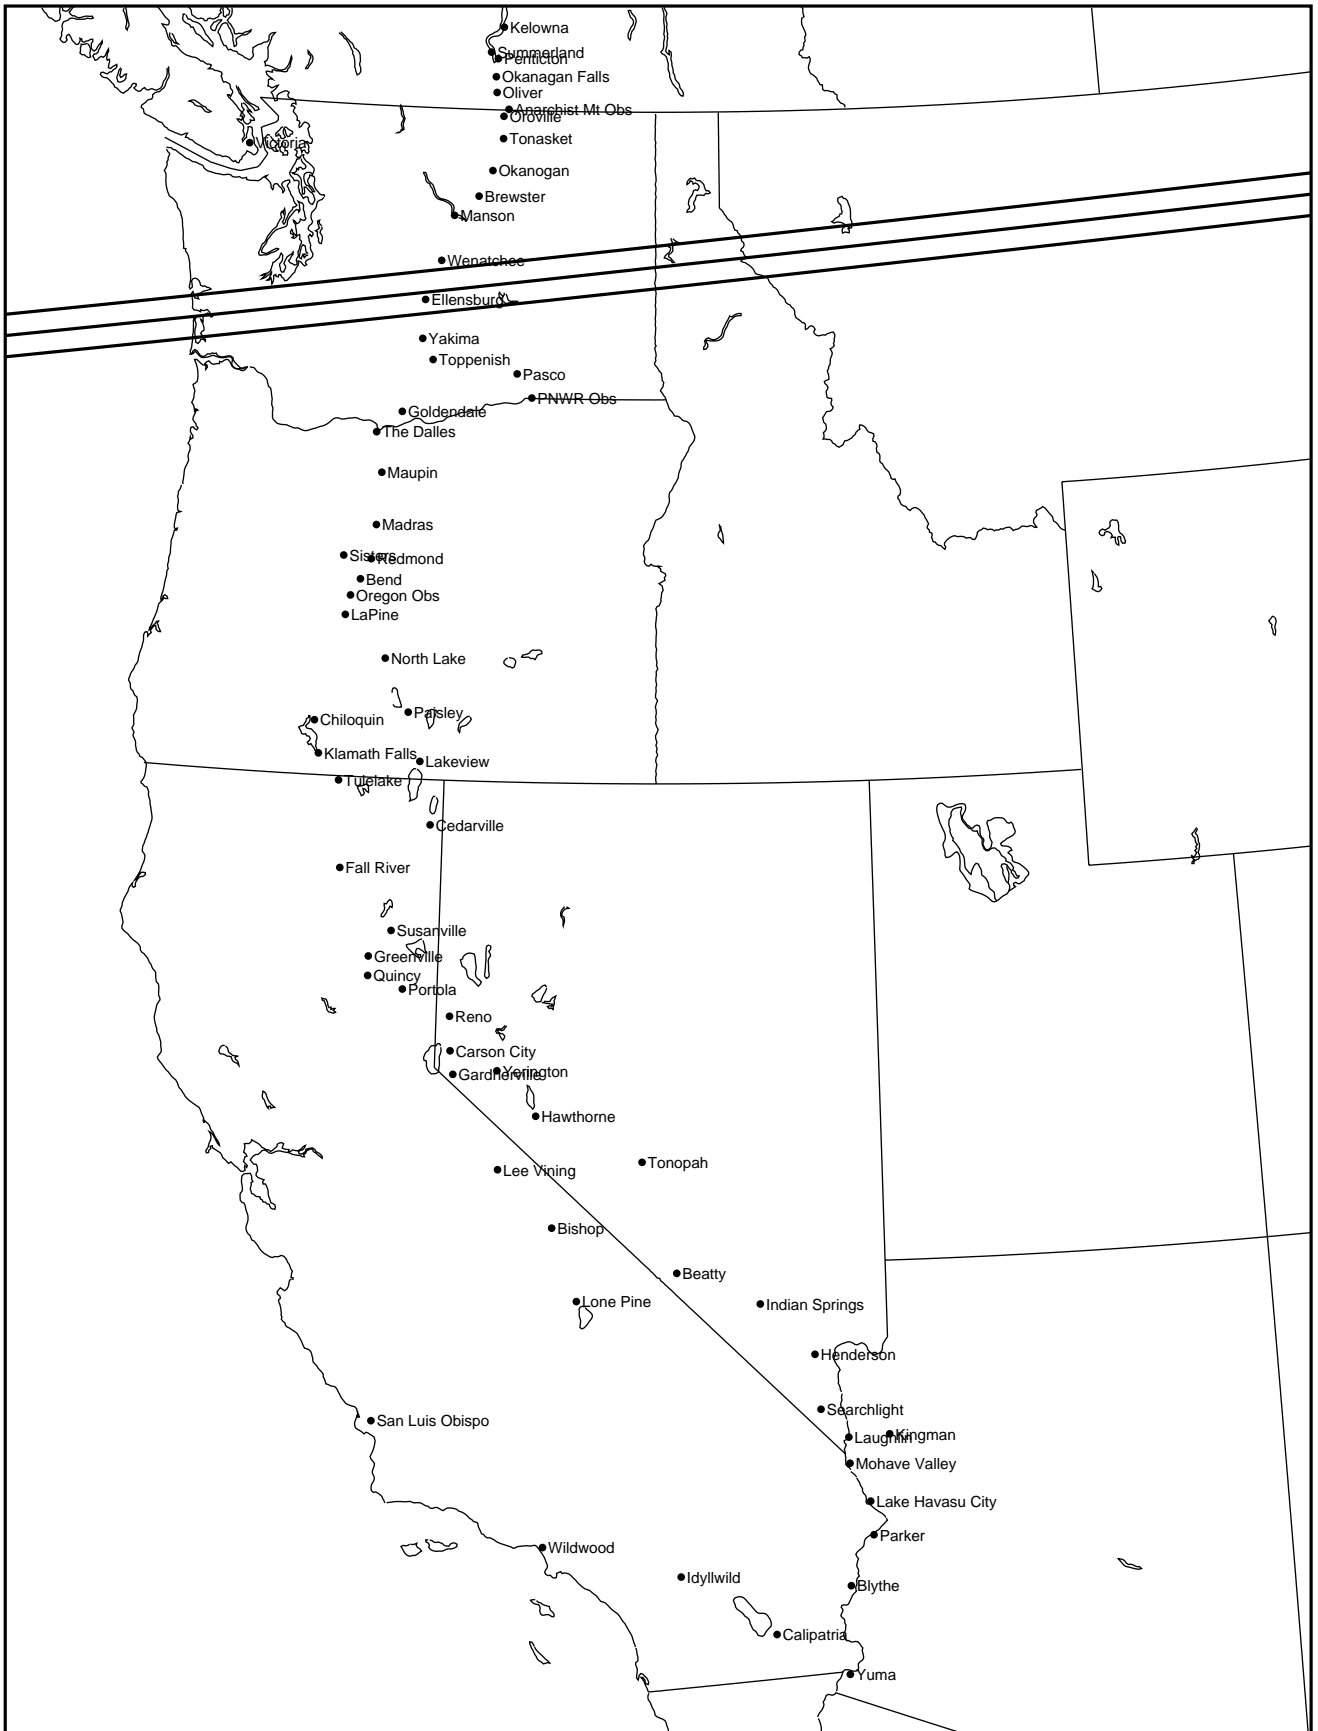 Kelowna
Summerland
Penticton
Okanagan Falls
Oliver
Anarchist Mt Obs
Oroville
Tonasket
Victoria
Okanogan
Brewster
Manson
Wenatchee
Ellensburg
Yakima
Toppenish
Pasco
PNWR Obs
Goldendale
The Dalles
Maupin
Madras
Sisters
Redmond
Bend
Oregon Obs
LaPine
North Lake
Paisley
Chiloquin
Klamath Falls
Lakeview
Tulelake
Cedarville
Fall River
Susanville
Greenville
Quincy
Portola
Reno
Carson City
Yerington
Gardnerville
Hawthorne
Tonopah
Lee Vining
Bishop
Beatty
Lone Pine
Indian Springs
Henderson
Searchlight
Kingman
Laughlin
Mohave Valley
Lake Havasu City
Parker
Wildwood
San Luis Obispo
Idyllwild
Blythe
Calipatria
Yuma